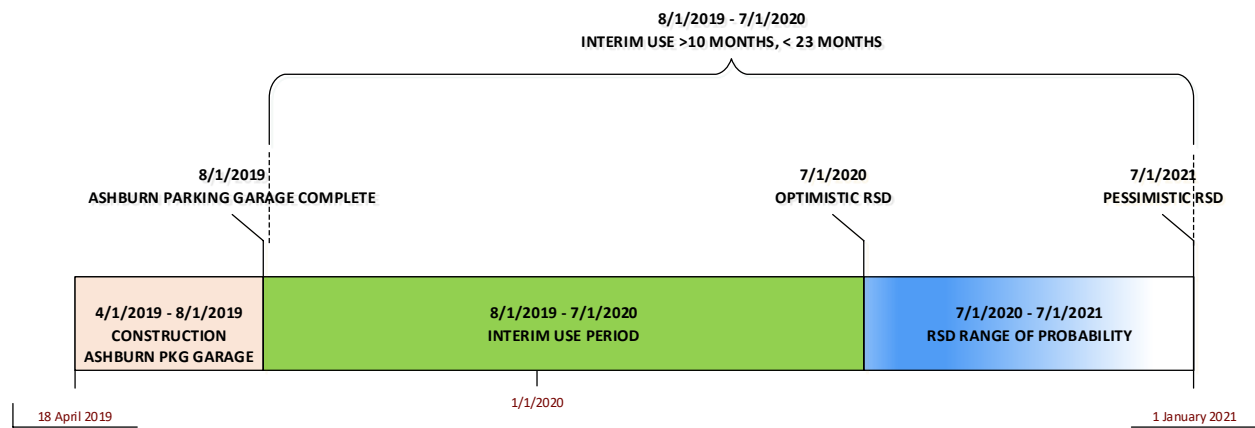 8/1/2019 - 7/1/2020
INTERIM USE >10 MONTHS, < 23 MONTHS
8/1/2019
ASHBURN PARKING GARAGE COMPLETE
7/1/2020
OPTIMISTIC RSD
7/1/2021
PESSIMISTIC RSD
4/1/2019 - 8/1/2019
CONSTRUCTION
ASHBURN PKG GARAGE
8/1/2019 - 7/1/2020
INTERIM USE PERIOD
7/1/2020 - 7/1/2021
RSD RANGE OF PROBABILITY
1/1/2020
18 April 2019
1 January 2021